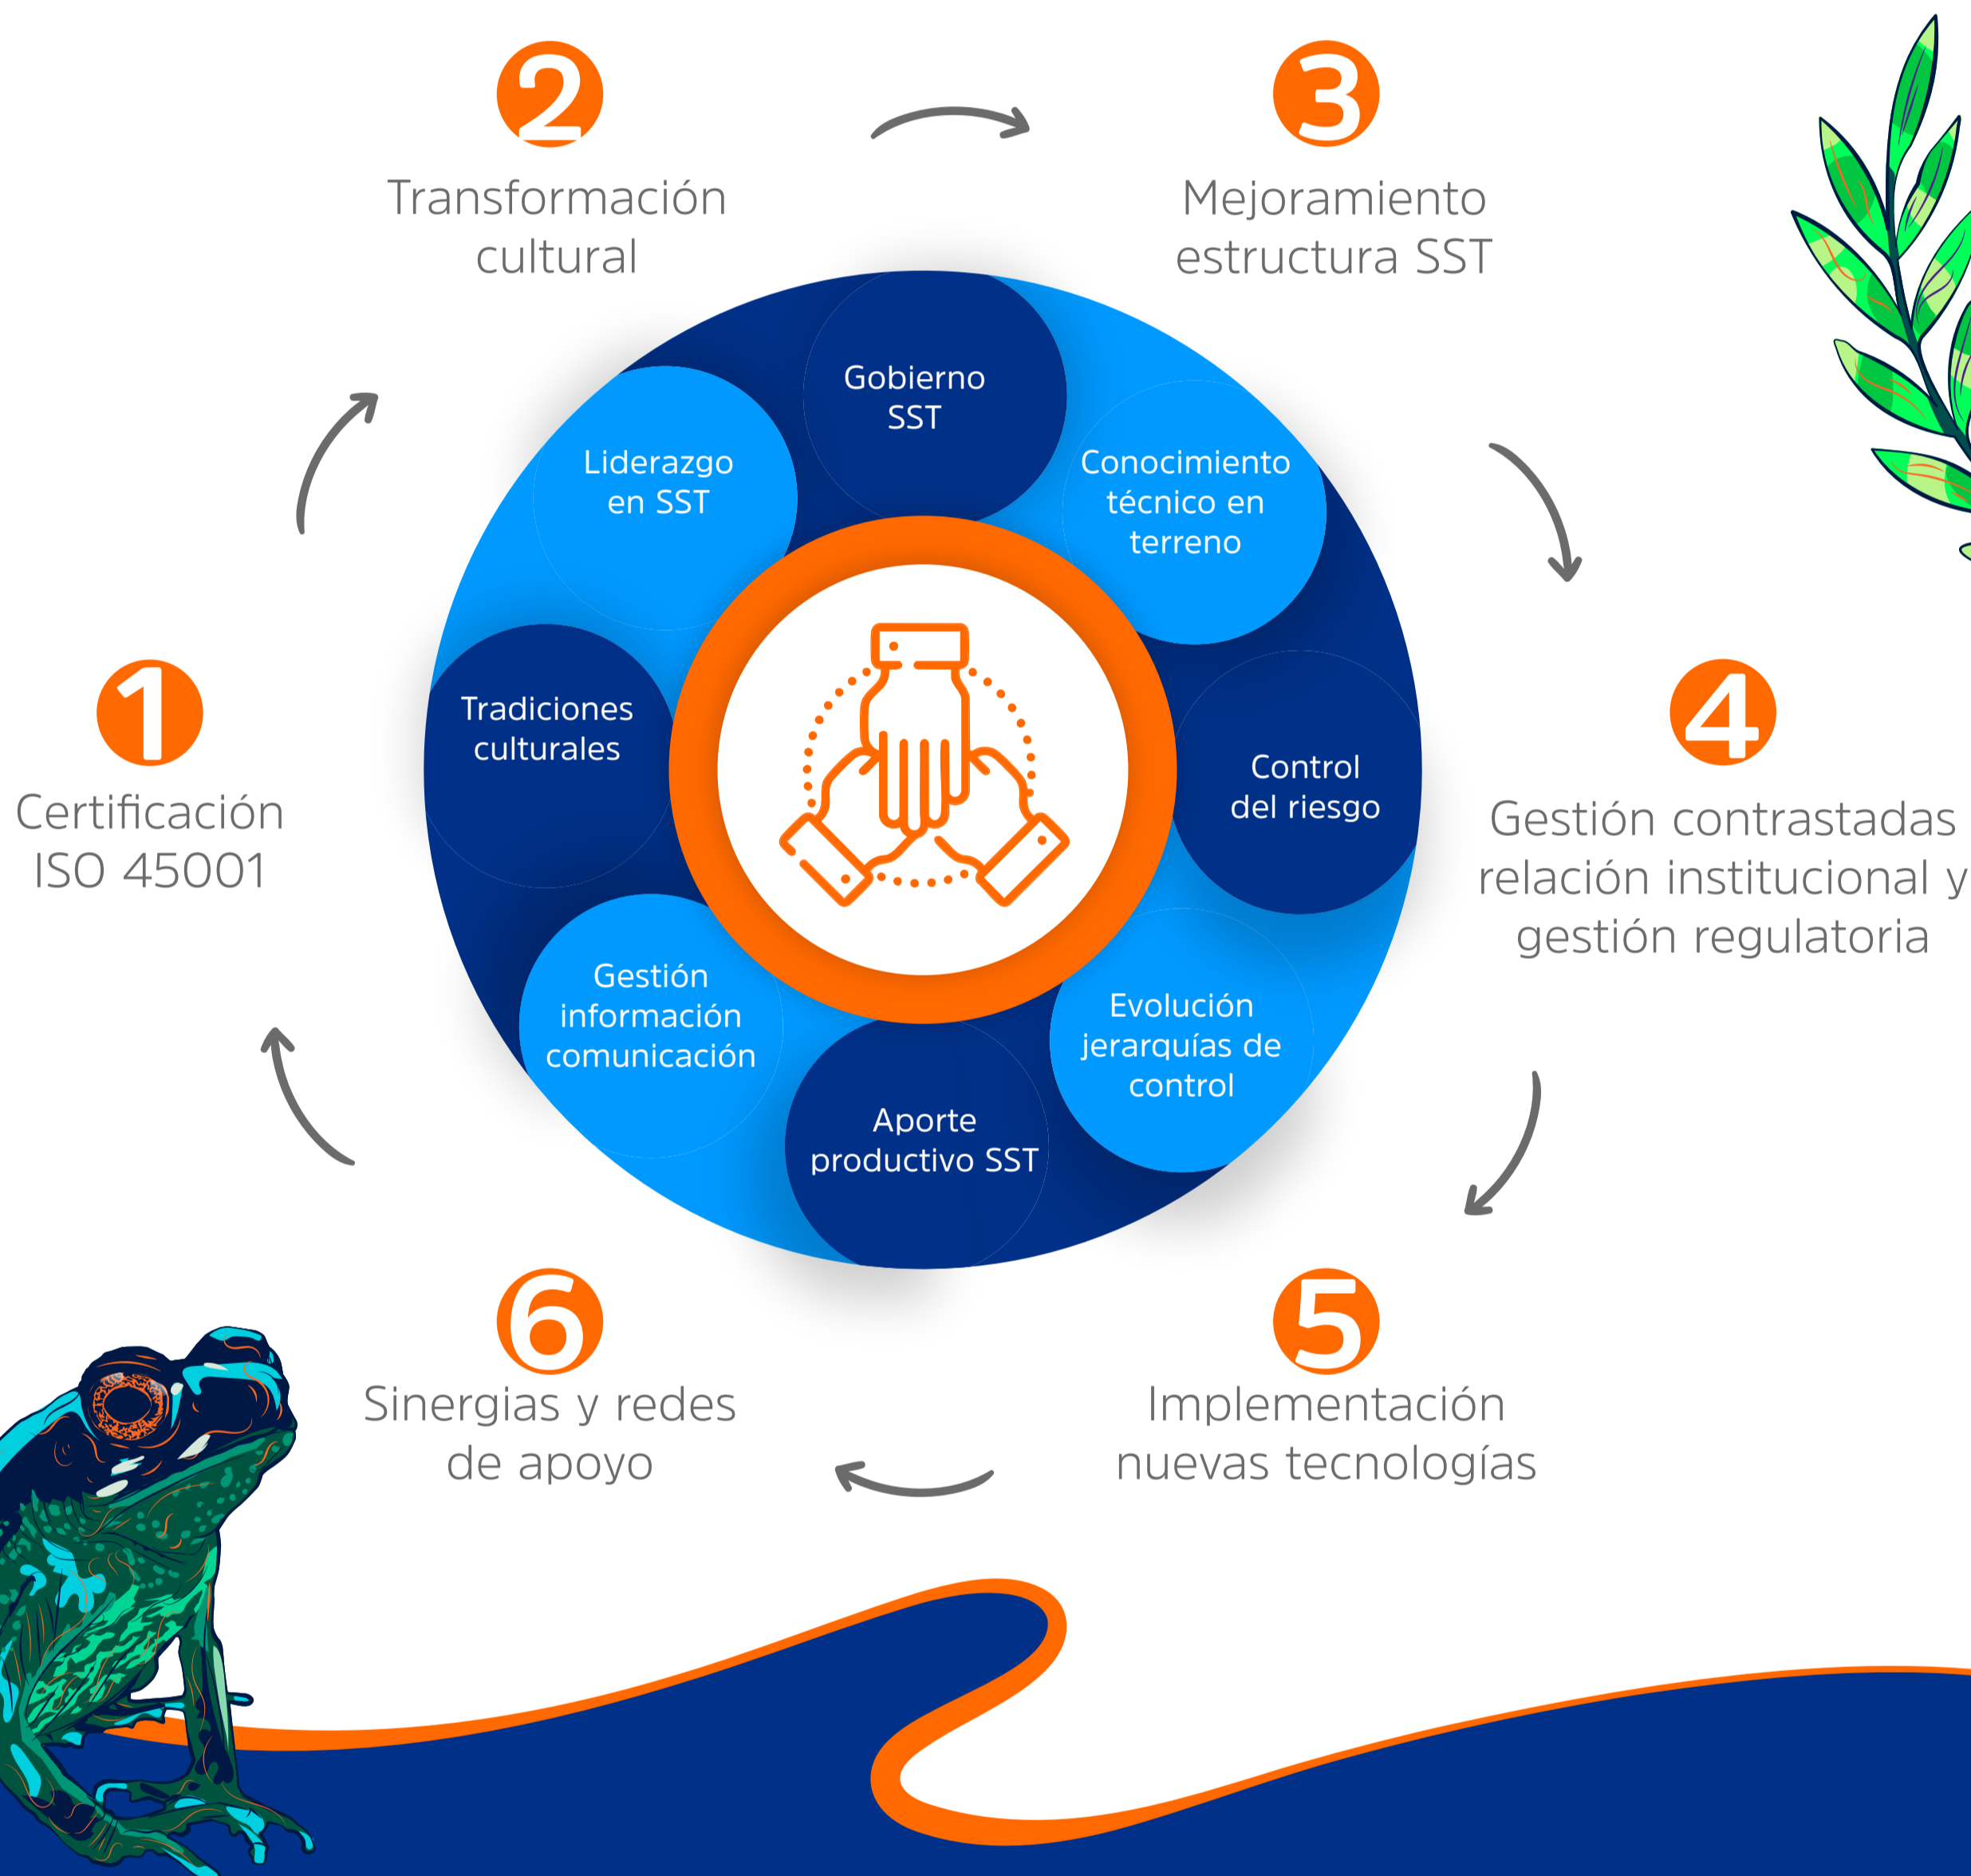 1
Certificación
ISO 45001
2
Transformación
cultural
3
Mejoramiento
estructura SST
4
Gestión contrastadas
relación institucional y
gestión regulatoria
5
Implementación
nuevas tecnologías
6
Sinergias y redes
de apoyo
Gobierno
SST
Conocimiento
técnico en
terreno
Control
del riesgo
Evolución
jerarquías de
control
Aporte
productivo SST
Gestión
información
comunicación
Tradiciones
culturales
Liderazgo
en SST